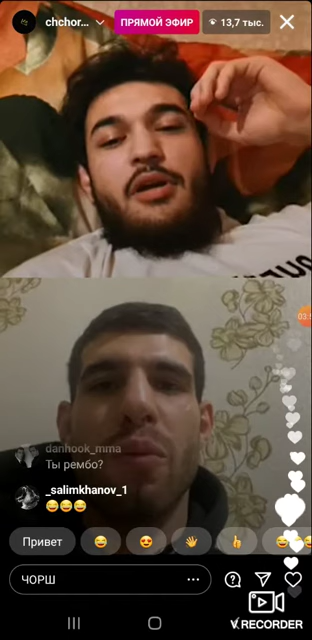 chchor...
ПРЯМОЙ ЭФИР
13,7 тыс.
danhook_mma
Ты рембо?
_salimkhanov_1
Привет
ЧОРШ
V.RECORDER